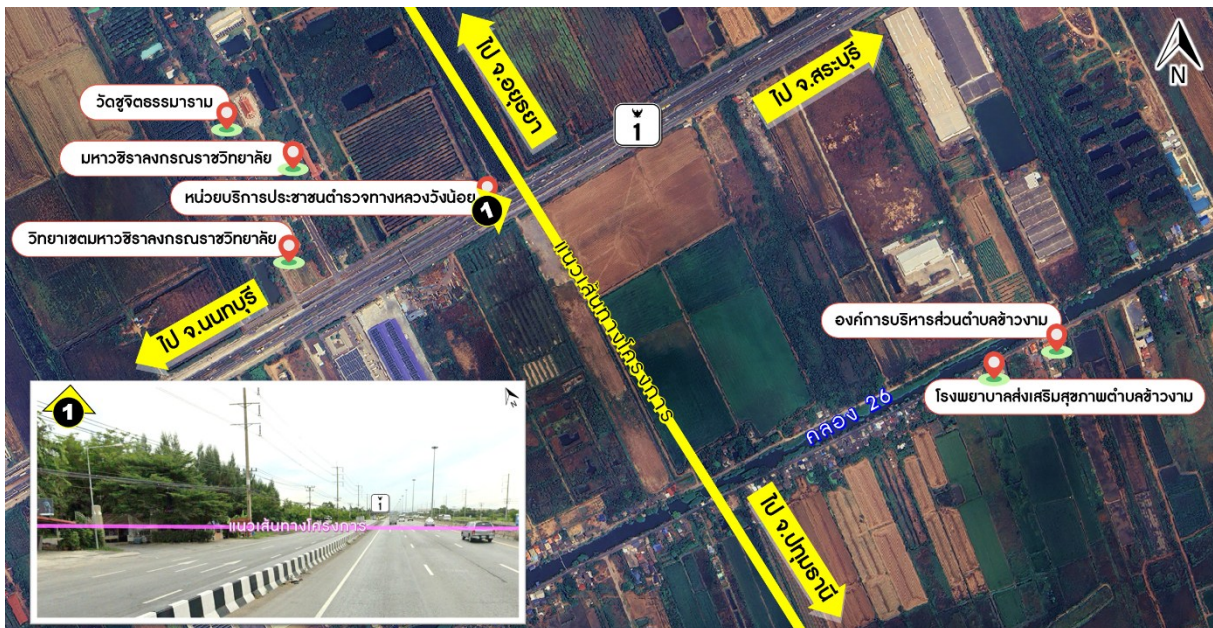 ไป จ.อยุธยา
ไป จ.สระบุรี
N
วัดชูจิตธรรมาราม
1
มหาวชิราลงกรณราชวิทยาลัย
หน่วยบริการประชาชนตำรวจทางหลวงวังน้อย
1
วิทยาเขตมหาวชิราลงกรณราชวิทยาลัย
แนวเส้นทางโครงการ
ไป จ.นนทบุรี
องค์การบริหารส่วนตำบลข้าวงาม
โรงพยาบาลส่งเสริมสุขภาพตำบลข้าวงาม
คลอง 26
1
N
1
แนวเส้นทางโครงการ
ไป จ.ปทุมธานี